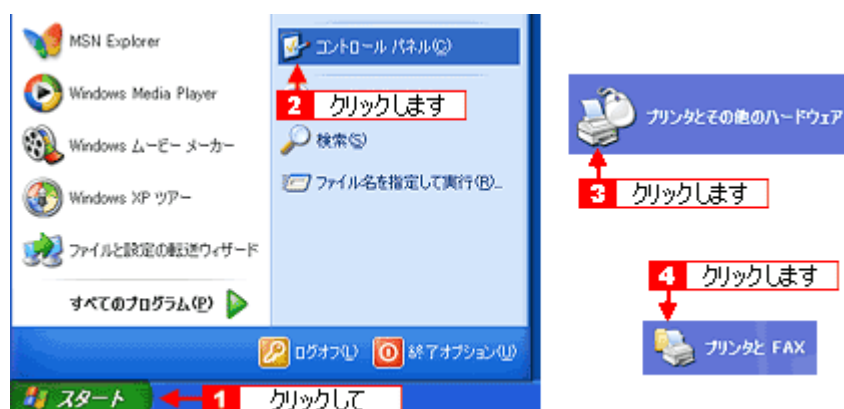 MSN Explorer
Windows Media Player
Windows ムービー メーカー
Windows XP ツアー
ファイルと設定の転送ウィザード
すべてのプログラム(P)
コントロール パネル(C)
2 クリックします
検索(S)
ファイル名を指定して実行(R)...
ログオフ(L)
終了オプション(U)
スタート
1 クリックして
プリンタとその他のハードウェア
3 クリックします
4 クリックします
プリンタと FAX